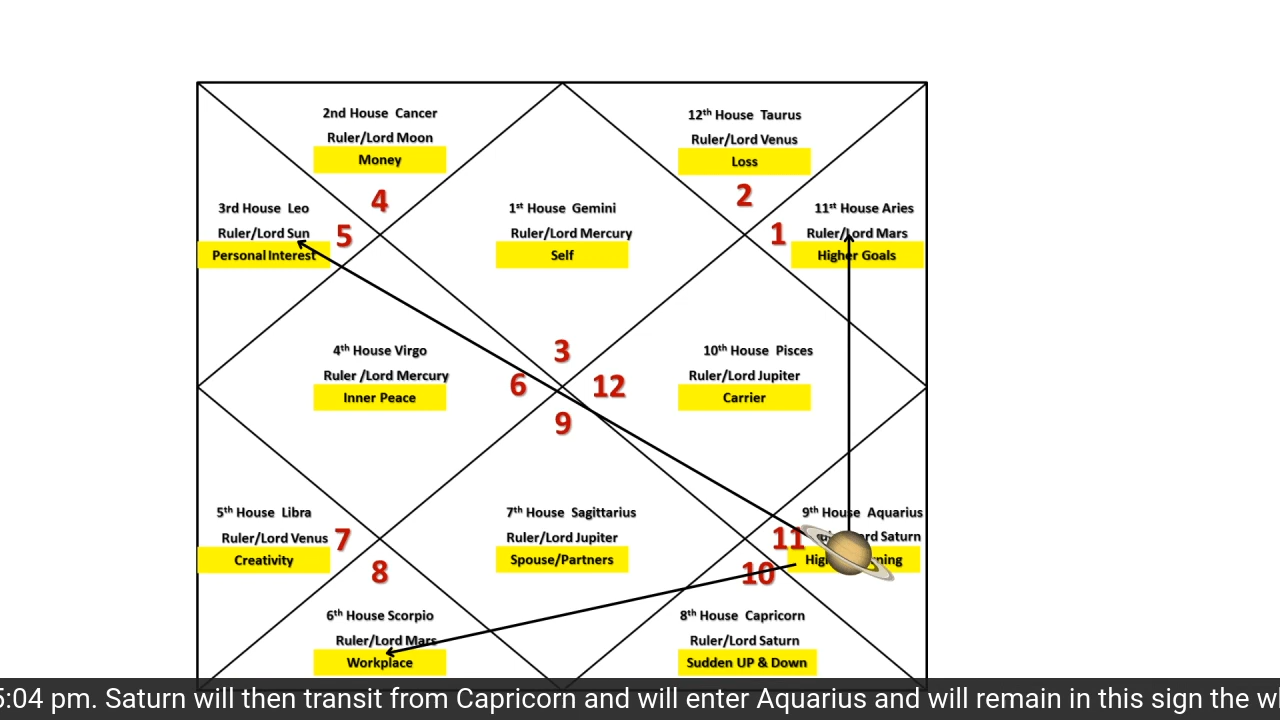 2nd House Cancer
Ruler/Lord Moon
Money
4
12th House Taurus
Ruler/Lord Venus
Loss
2
3rd House Leo
Ruler/Lord Sun
Personal Interest
5
1st House Gemini
Ruler/Lord Mercury
Self
3
1
11st House Aries
Ruler/Lord Mars
Higher Goals
4th House Virgo
Ruler /Lord Mercury
Inner Peace
6
12
10th House Pisces
Ruler/Lord Jupiter
Carrier
9
5th House Libra
Ruler/Lord Venus
Creativity
7
7th House Sagittarius
Ruler/Lord Jupiter
Spouse/Partners
11
9th House Aquarius
Saturn
8
6th House Scorpio
Ruler/Lord Mars
Workplace
10
8th House Capricorn
Ruler/Lord Saturn
Sudden UP & Down
5:04 pm. Saturn will then transit from Capricorn and will enter Aquarius and will remain in this sign the